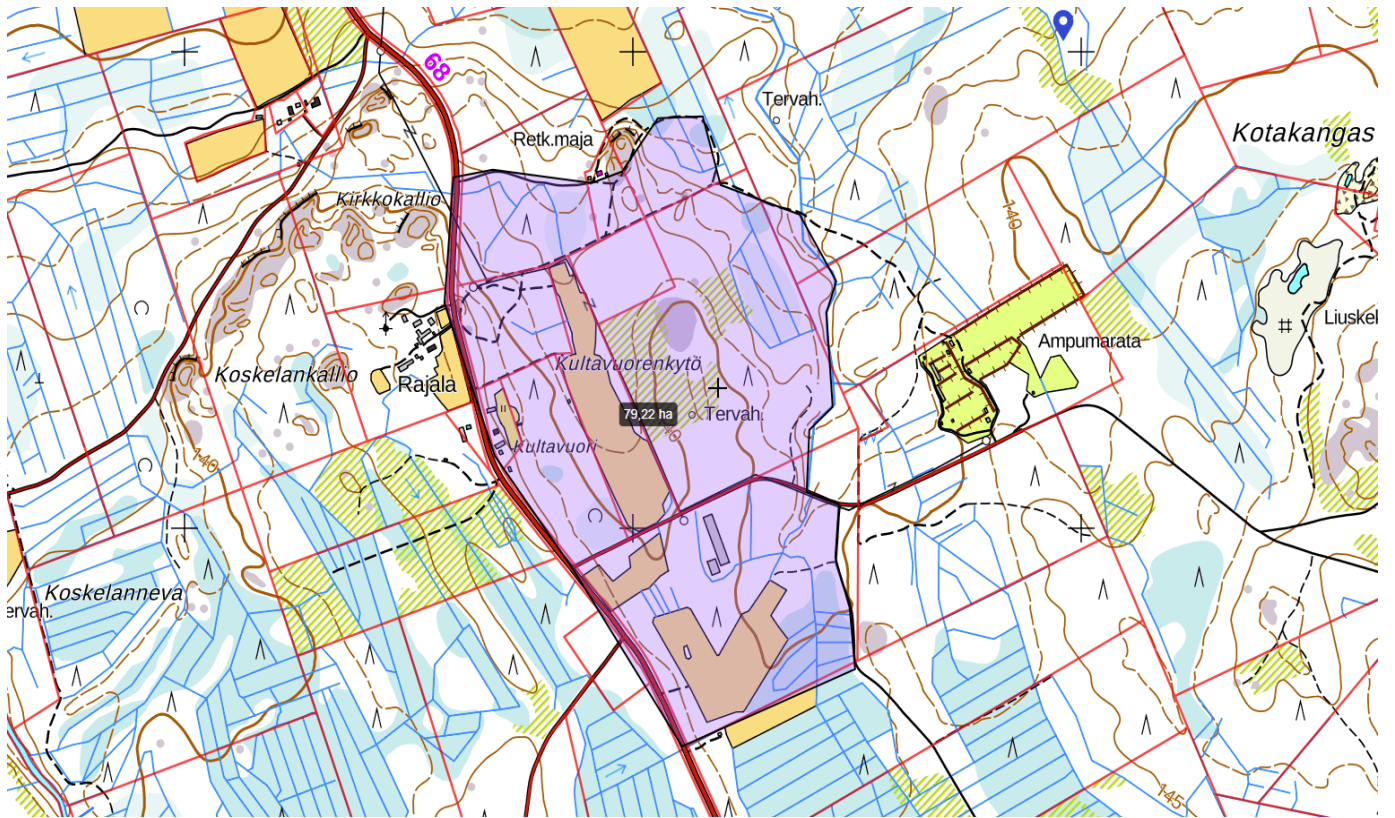 68
Tervah.
Retk.maja
Kotakangas
Kirkkokallio
140
Liuskek
Ampumarata
Kultavuorenkytö
Koskelankallio
Rajala
79,22 ha
Tervah.
Kultavuori
140
Koskelanneva
ervah.
145